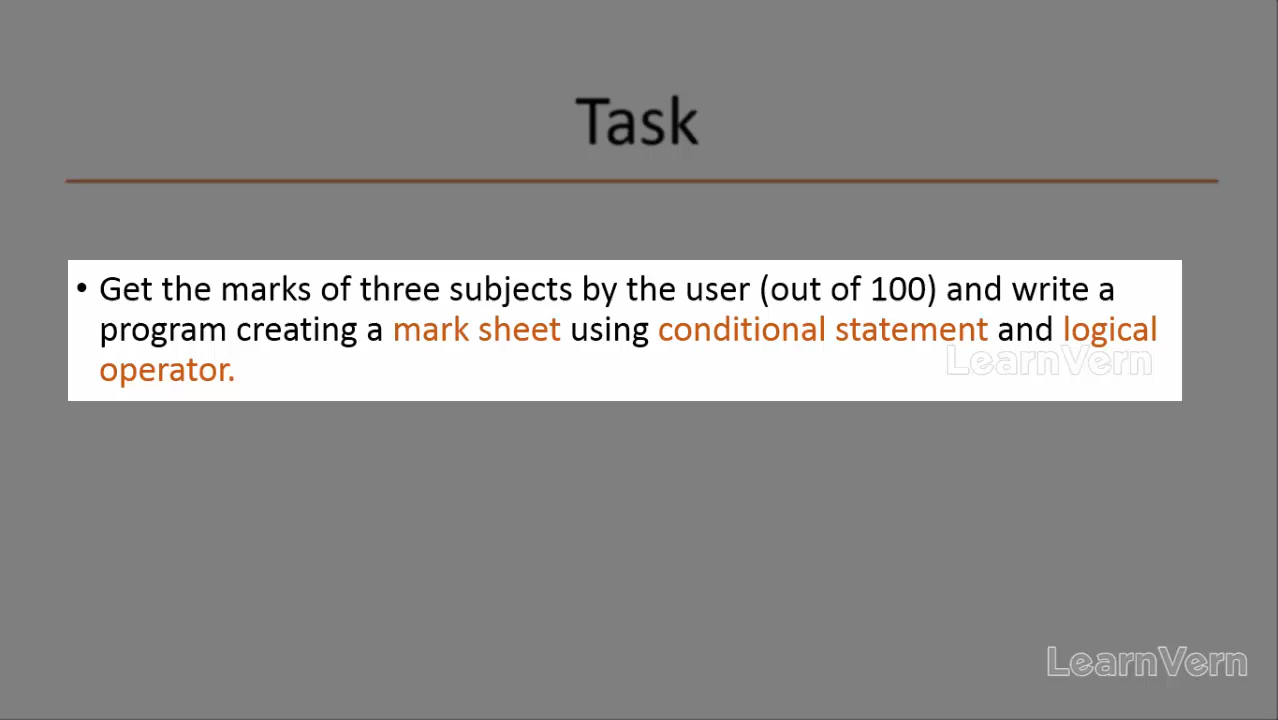 Task
• Get the marks of three subjects by the user (out of 100) and write a
program creating a mark sheet using conditional statement and logical
operator.
LearnVern
LearnVern